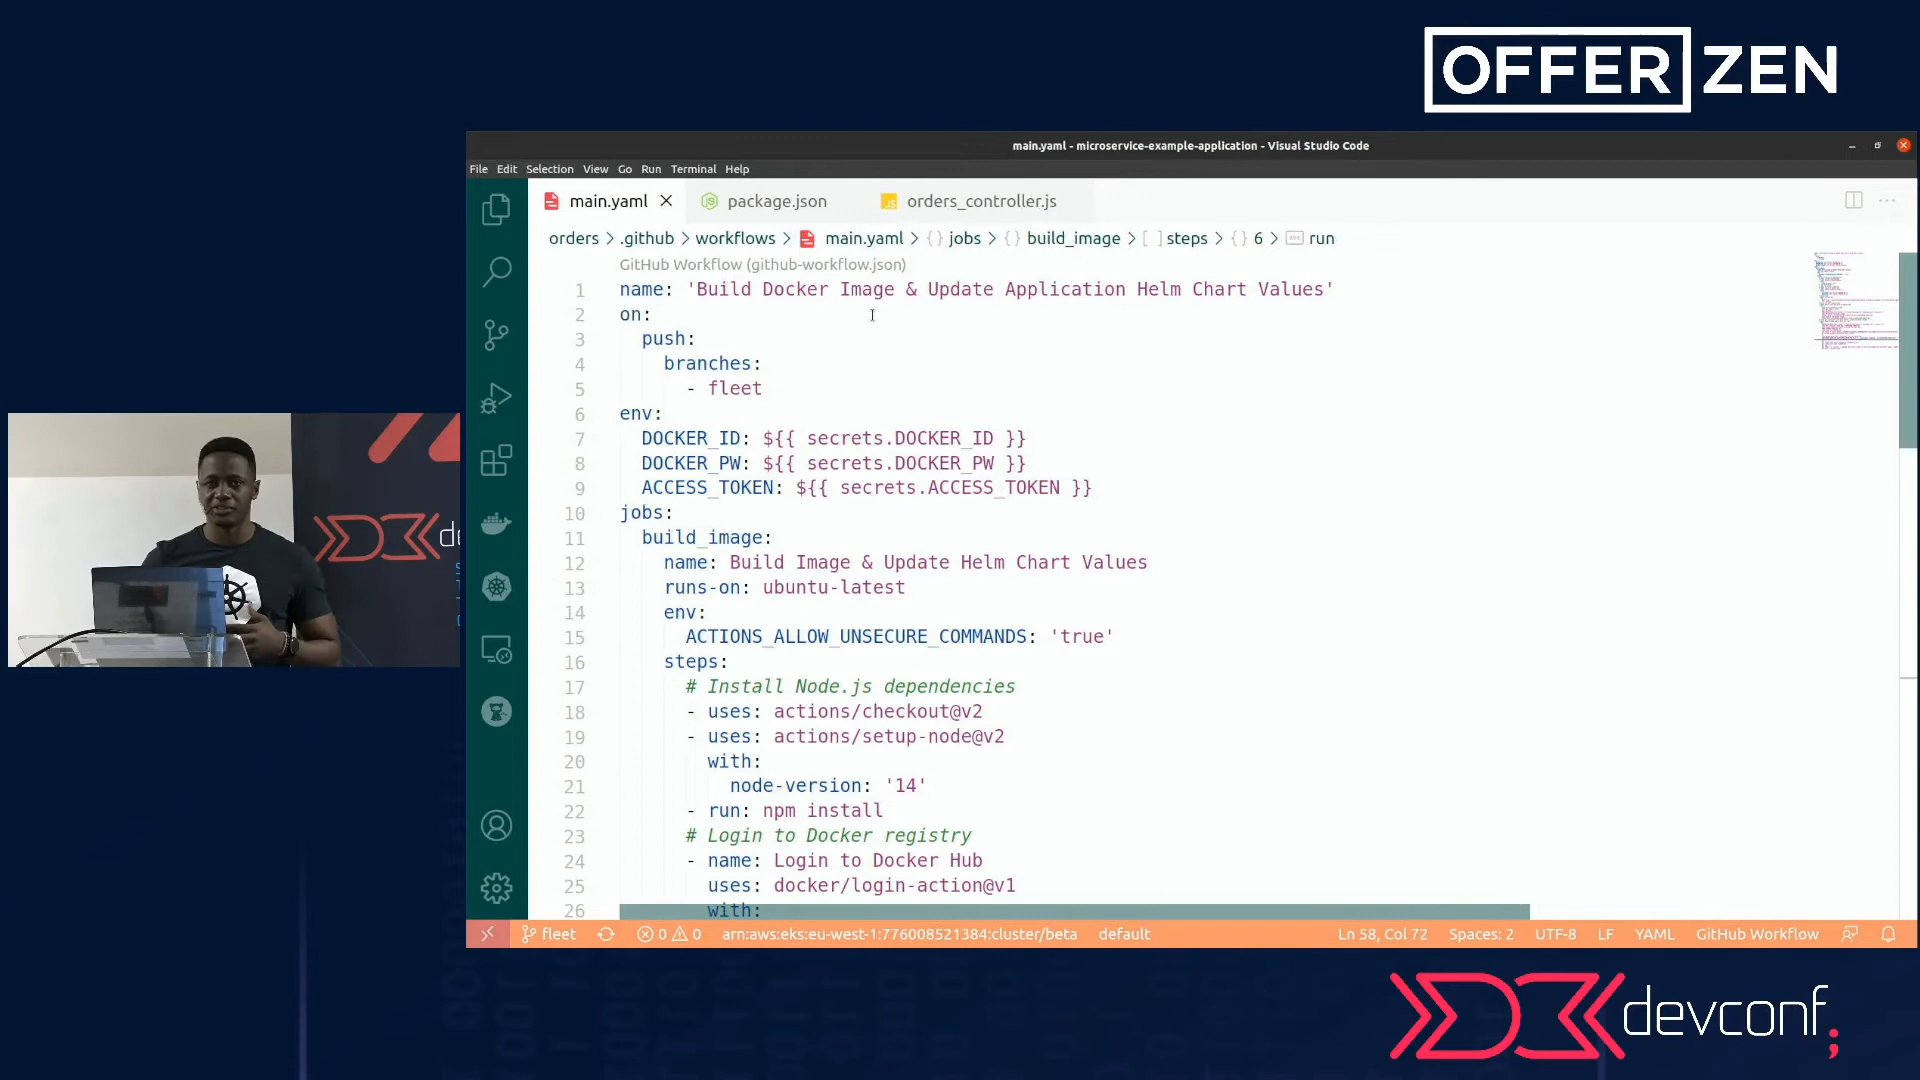 OFFER ZEN
main.yaml - microservice-example-application - Visual Studio Code
File Edit Selection View Go Run Terminal Help
main.yaml package.json JS orders_controller.js
orders > .github > workflows > main.yaml > {} jobs > {} build_image > [ ] steps > {} 6 > run
GitHub Workflow (github-workflow.json)
1 name: 'Build Docker Image & Update Application Helm Chart Values'
2 on:
3 push:
4 branches:
5 - fleet
6 env:
7 DOCKER_ID: ${{ secrets.DOCKER_ID }}
8 DOCKER_PW: ${{ secrets.DOCKER_PW }}
9 ACCESS_TOKEN: ${{ secrets.ACCESS_TOKEN }}
10 jobs:
11 build_image:
12 name: Build Image & Update Helm Chart Values
13 runs-on: ubuntu-latest
14 env:
15 ACTIONS_ALLOW_UNSECURE_COMMANDS: 'true'
16 steps:
17 # Install Node.js dependencies
18 - uses: actions/checkout@v2
19 - uses: actions/setup-node@v2
20 with:
21 node-version: '14'
22 - run: npm install
23 # Login to Docker registry
24 - name: Login to Docker Hub
25 uses: docker/login-action@v1
26 with:
fleet 0 0 arn:aws:eks:eu-west-1:776008521384:cluster/beta default Ln 58, Col 72 Spaces: 2 UTF-8 LF YAML GitHub Workflow
devconf;